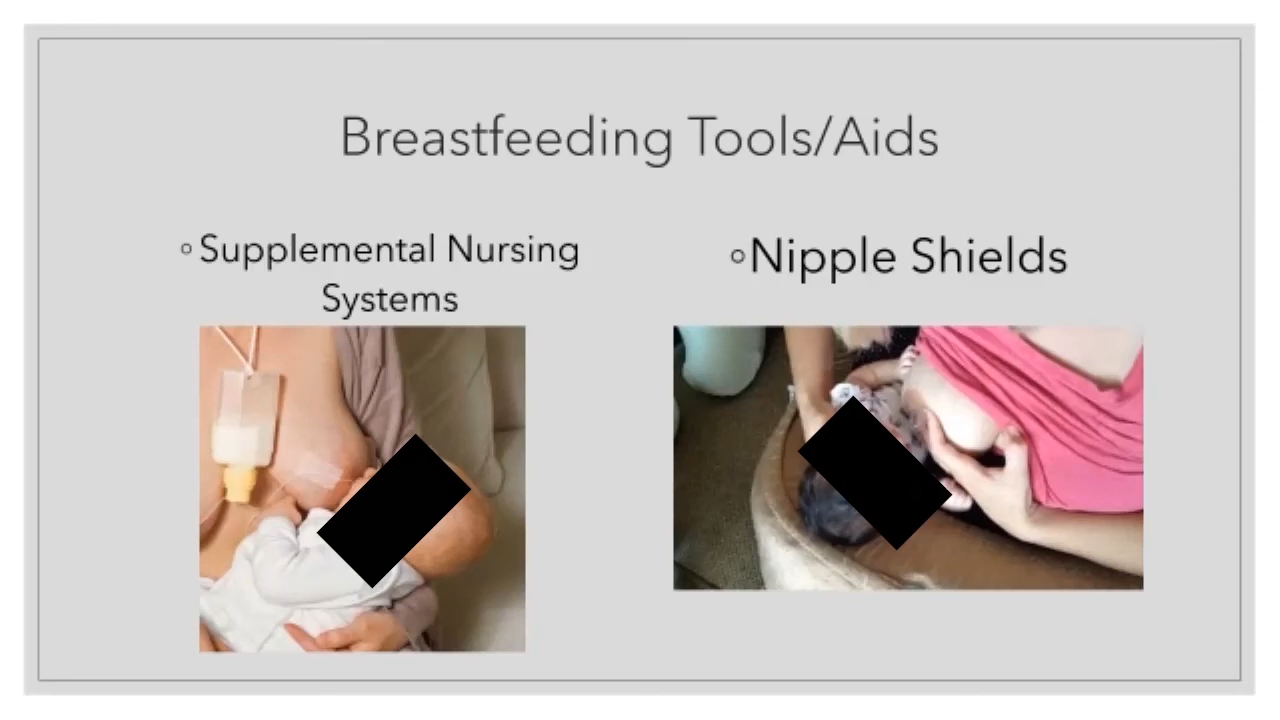 Breastfeeding Tools/Aids
◦ Supplemental Nursing
Systems
◦Nipple Shields